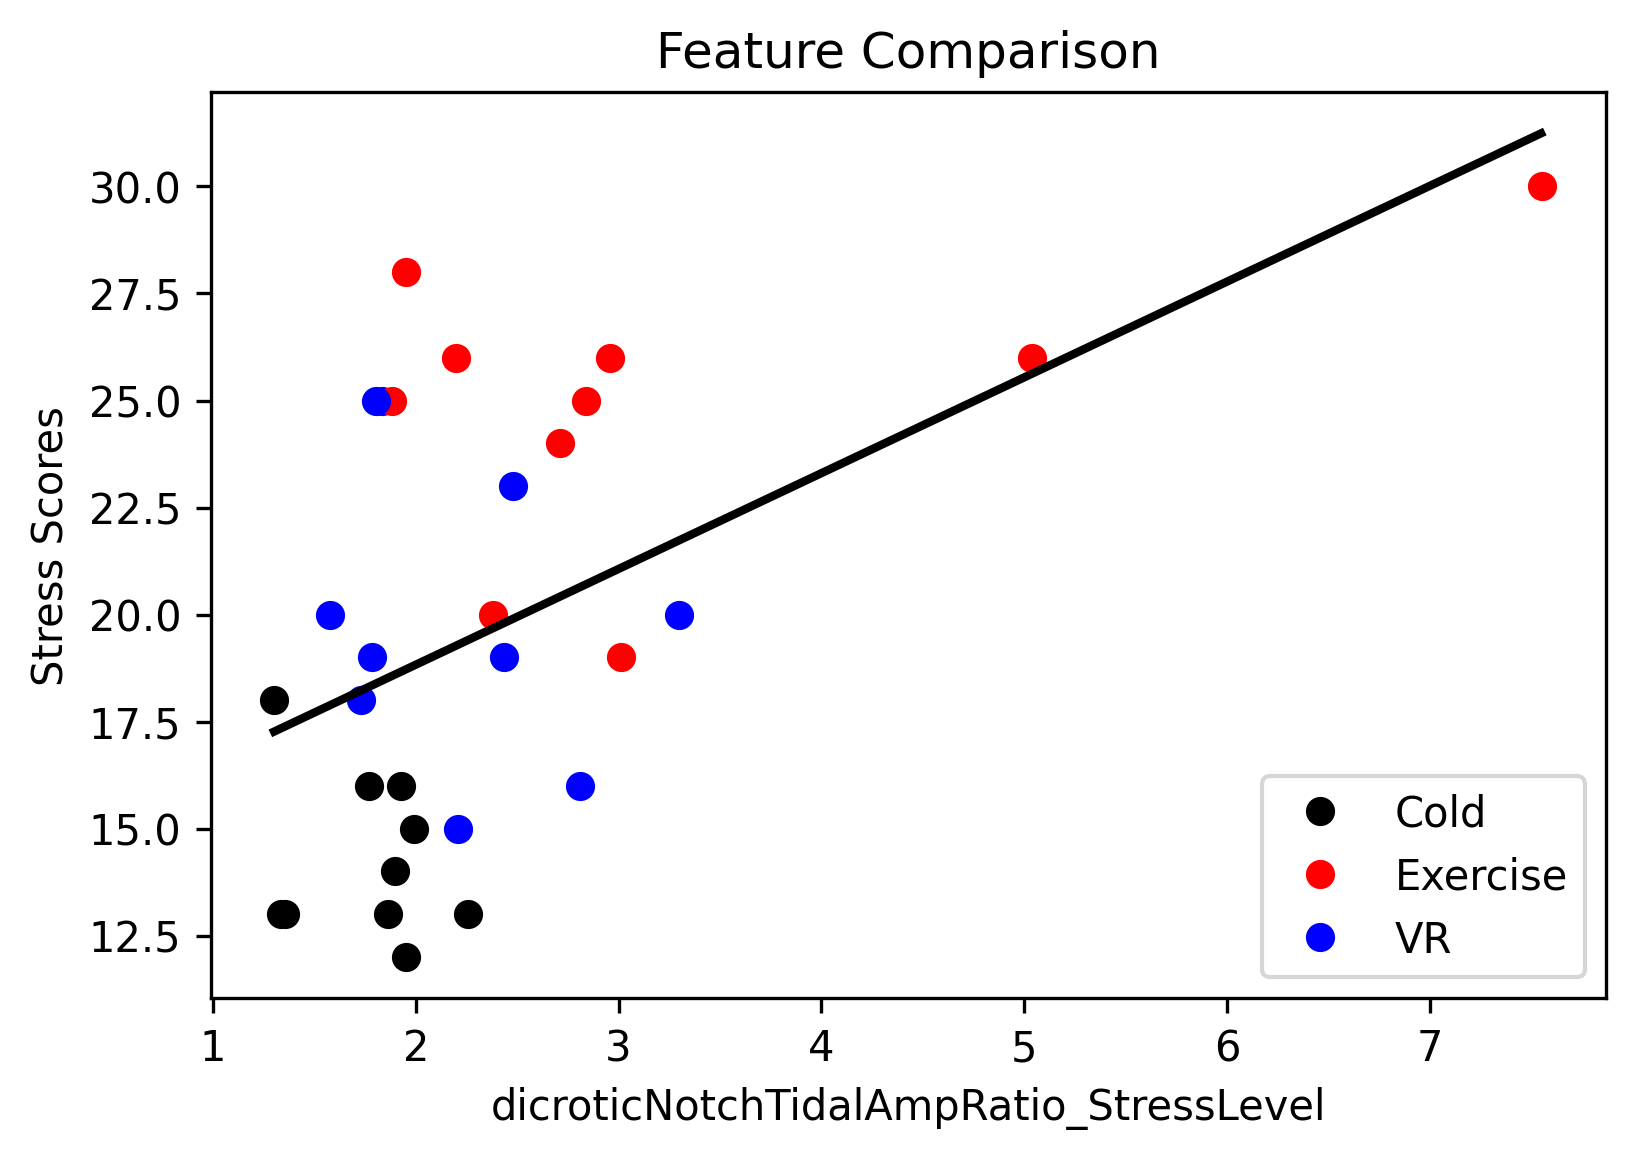 Feature Comparison
Stress Scores
30.0
27.5
25.0
22.5
20.0
17.5
15.0
12.5
Cold
Exercise
VR
1 2 3 4 5 6 7
dicroticNotchTidalAmpRatio_StressLevel